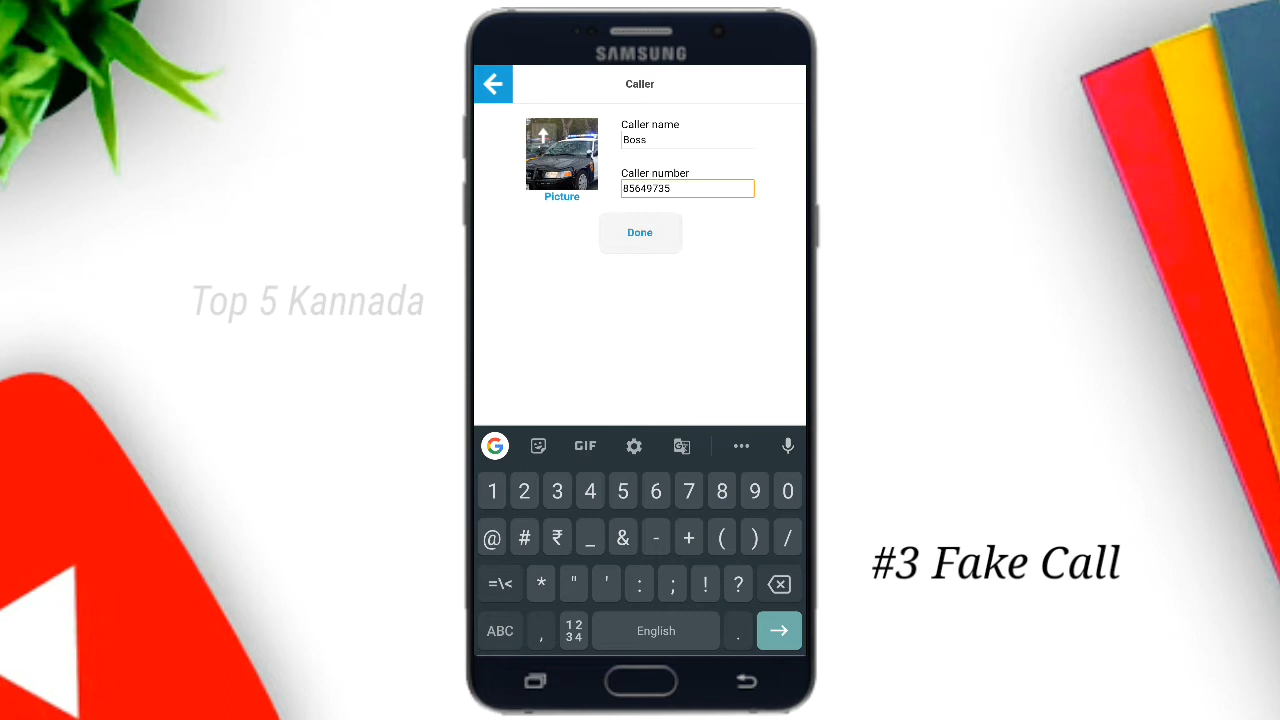 SAMSUNG
Caller
Caller name
Boss
Caller number
85649735
Picture
Done
Top 5 Kannada
G GIF
1 2 3 4 5 6 7 8 9 0
@ # ₹ _ & - + ( ) /
=\< * " ' : ; ! ?
ABC , 12 34 English .
#3 Fake Call